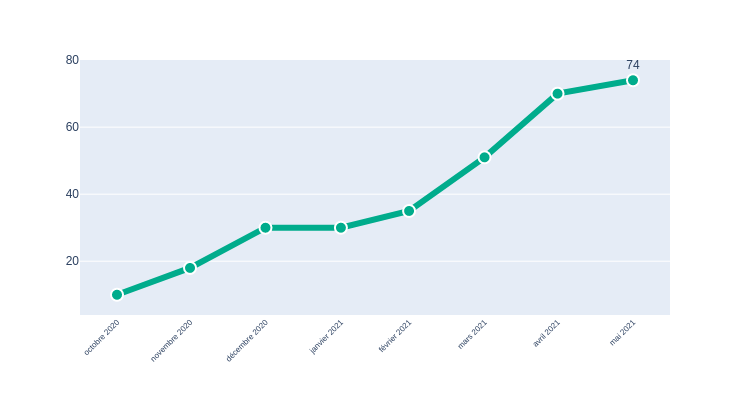 80
74
60
40
20
octobre 2020
novembre 2020
décembre 2020
janvier 2021
février 2021
mars 2021
avril 2021
mai 2021